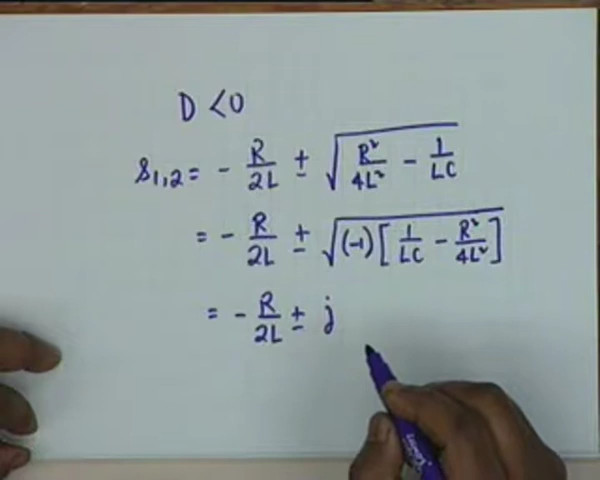 D < 0
s₁,₂ = - R/2L ± √(R²/4L² - 1/LC)
= - R/2L ± √((-1)[1/LC - R²/4L²])
= - R/2L ± j